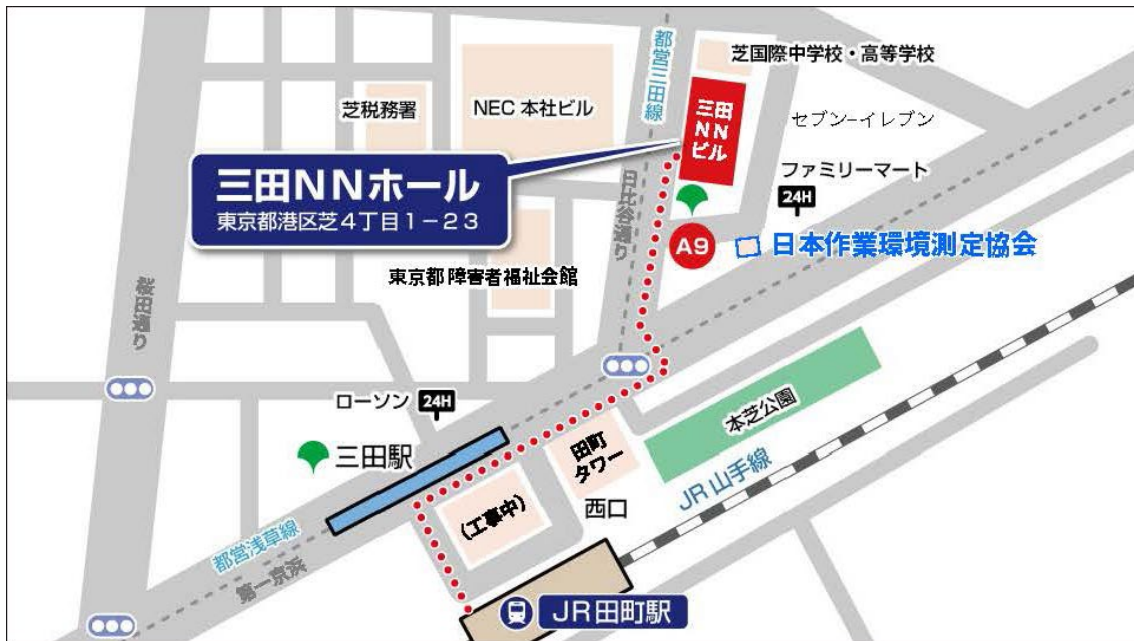 都営三田線
芝国際中学校・高等学校
芝税務署
NEC 本社ビル
三田
NN
ビル
セブン-イレブン
ファミリーマート
24H
三田NNホール
東京都港区芝4丁目1-23
日比谷通り
A9
日本作業環境測定協会
東京都障害者福祉会館
桜田通り
ローソン 24H
三田駅
本芝公園
田町
タワー
(工事中)
西口
JR山手線
都営浅草線
第一京浜
JR田町駅